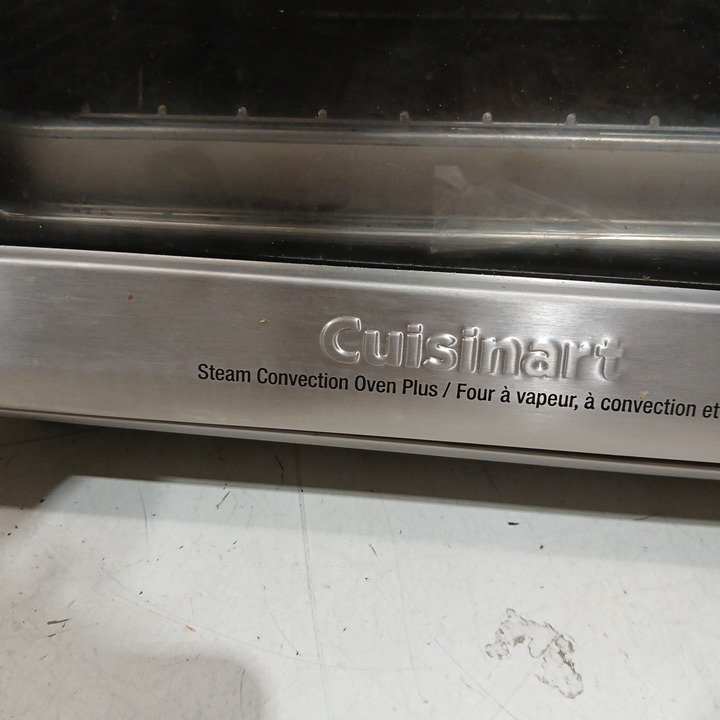 Cuisinart
Steam Convection Oven Plus / Four à vapeur, à convection et